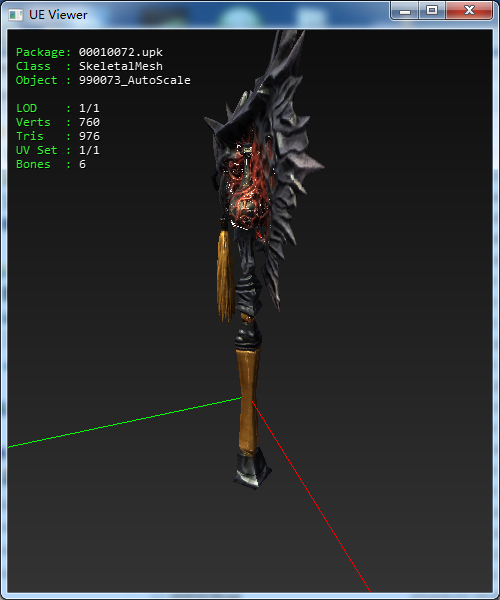 UE Viewer
Package: 00010072.upk
Class : SkeletalMesh
Object : 990073_AutoScale
LOD : 1/1
Verts : 760
Tris : 976
UV Set : 1/1
Bones : 6